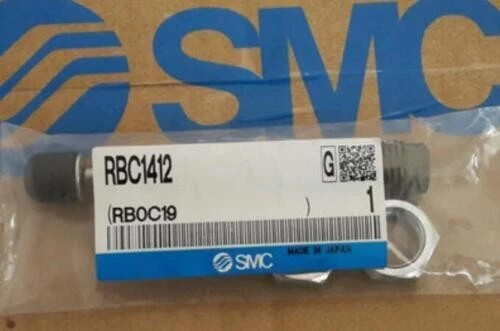 SMC
RBC1412
G
(RB0C19 )
1
MADE IN JAPAN
SMC